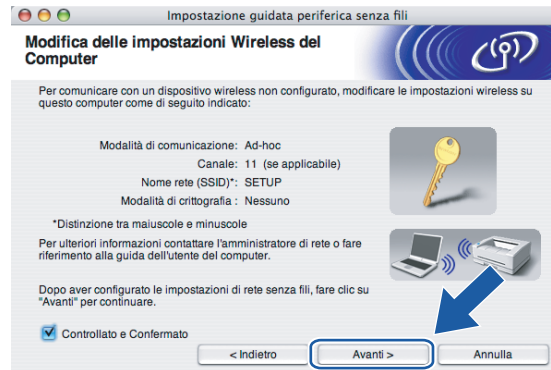 Impostazione guidata periferica senza fili
Modifica delle impostazioni Wireless del
Computer
Per comunicare con un dispositivo wireless non configurato, modificare le impostazioni wireless su
questo computer come di seguito indicato:
Modalità di comunicazione: Ad-hoc
Canale: 11 (se applicabile)
Nome rete (SSID)*: SETUP
Modalità di crittografia : Nessuno
*Distinzione tra maiuscole e minuscole
Per ulteriori informazioni contattare l'amministratore di rete o fare
riferimento alla guida dell'utente del computer.
Dopo aver configurato le impostazioni di rete senza fili, fare clic su
"Avanti" per continuare.
Controllato e Confermato
< Indietro Avanti > Annulla